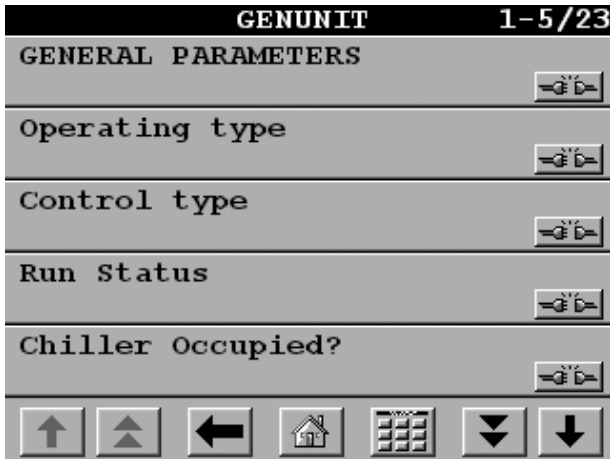 GENUNIT 1-5/23
GENERAL PARAMETERS
Operating type
Control type
Run Status
Chiller Occupied?